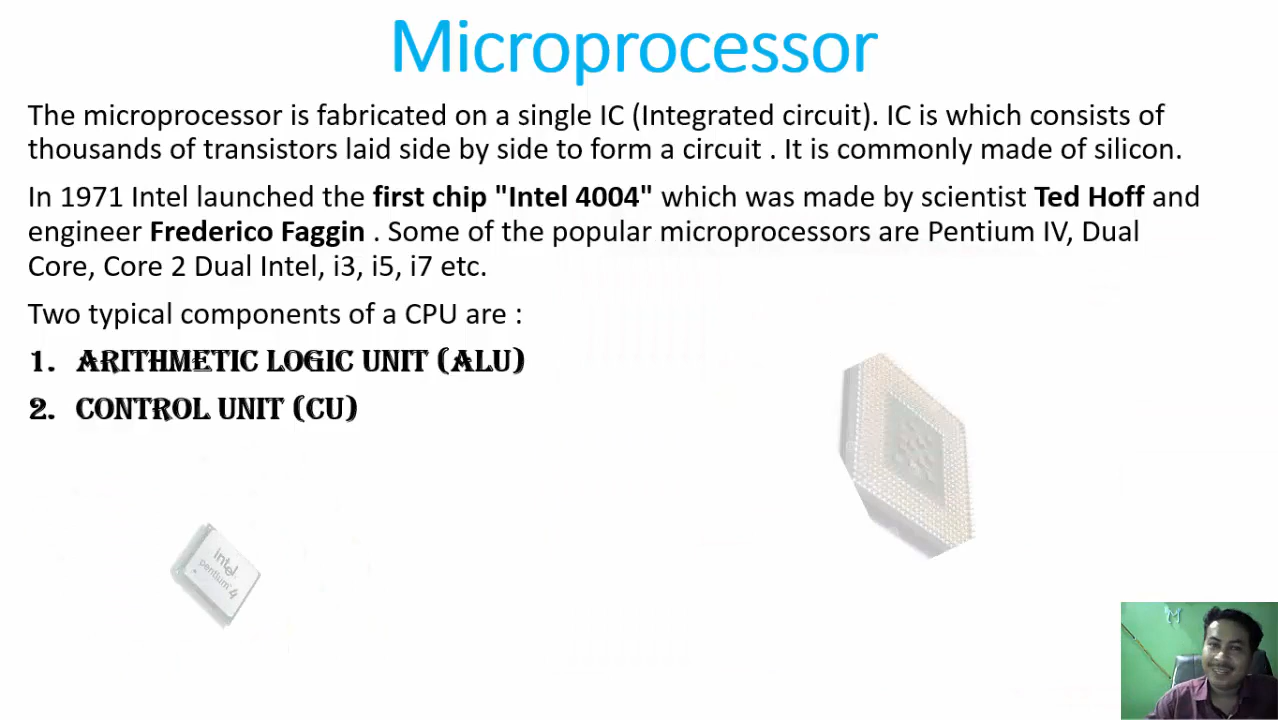 Microprocessor
The microprocessor is fabricated on a single IC (Integrated circuit). IC is which consists of
thousands of transistors laid side by side to form a circuit . It is commonly made of silicon.
In 1971 Intel launched the first chip "Intel 4004" which was made by scientist Ted Hoff and
engineer Frederico Faggin . Some of the popular microprocessors are Pentium IV, Dual
Core, Core 2 Dual Intel, i3, i5, i7 etc.
Two typical components of a CPU are :
1. ARITHMETIC LOGIC UNIT (ALU)
2. CONTROL UNIT (CU)
intel
pentium 4
M